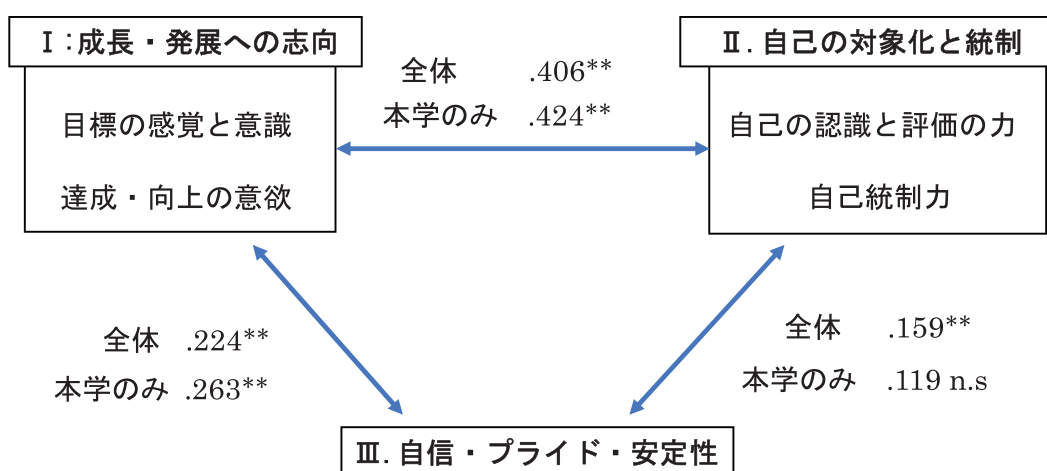 Ⅰ:成長・発展への志向
目標の感覚と意識
達成・向上の意欲
全体 .406**
本学のみ .424**
Ⅱ.自己の対象化と統制
自己の認識と評価の力
自己統制力
全体 .224**
本学のみ .263**
全体 .159**
本学のみ .119 n.s
Ⅲ.自信・プライド・安定性